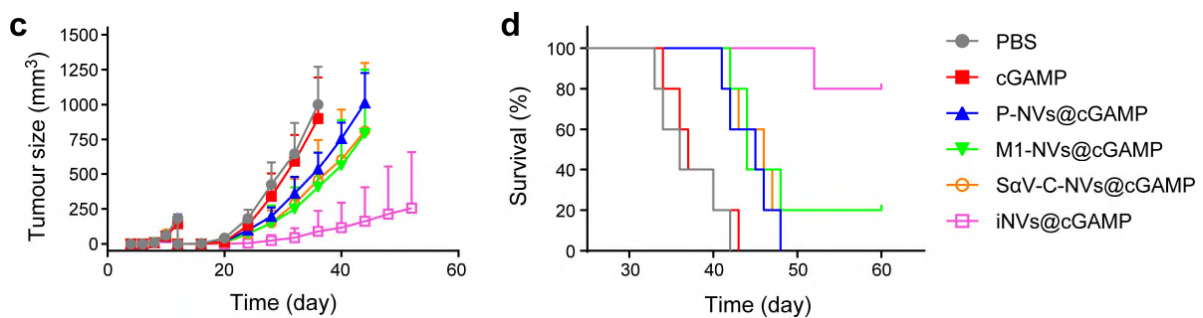 c
Tumour size (mm³)
1500
1250
1000
750
500
250
0
0
20
40
60
Time (day)
d
Survival (%)
100
80
60
40
20
0
30
40
50
60
Time (day)
PBS
cGAMP
P-NVs@cGAMP
M1-NVs@cGAMP
SαV-C-NVs@cGAMP
iNVs@cGAMP